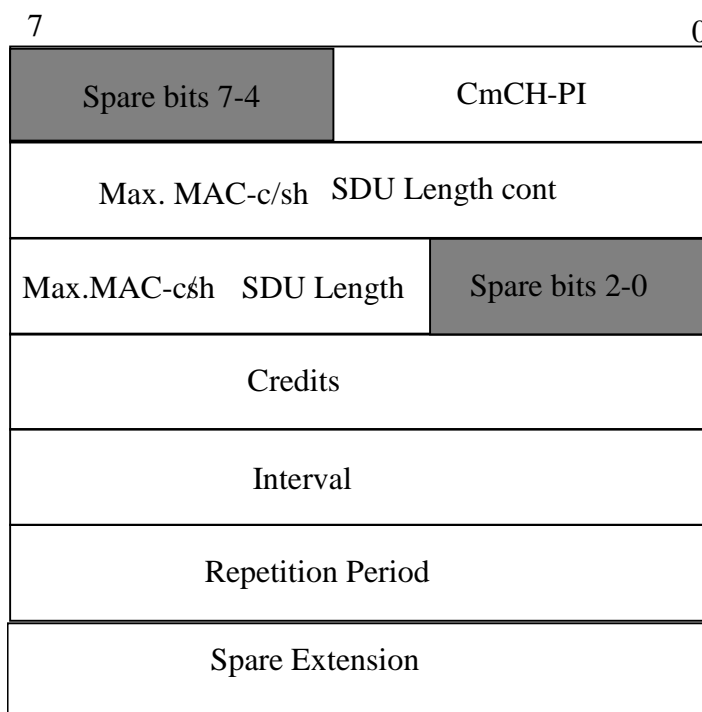 7 0
Spare bits 7-4 CmCH-PI
Max. MAC-c/sh SDU Length cont
Max.MAC-c/sh SDU Length Spare bits 2-0
Credits
Interval
Repetition Period
Spare Extension